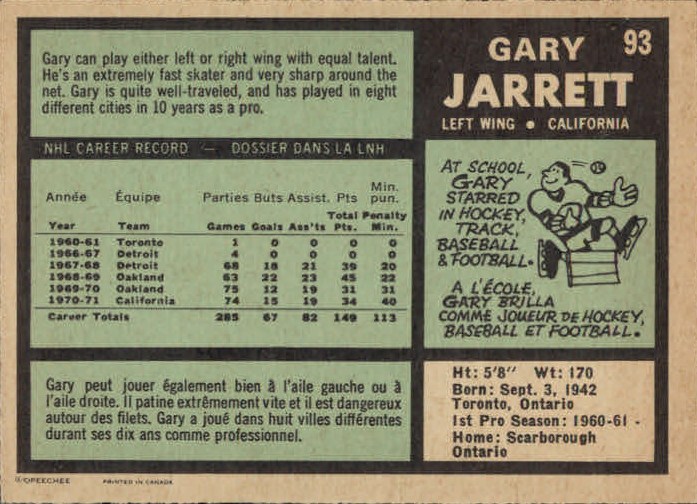 Gary can play either left or right wing with equal talent.
He's an extremely fast skater and very sharp around the
net. Gary is quite well-traveled, and has played in eight
different cities in 10 years as a pro.
GARY 93
JARRETT
LEFT WING • CALIFORNIA
NHL CAREER RECORD — DOSSIER DANS LA LNH
Année Équipe Parties Buts Assist. Pts Min. pun.
Year Team Games Goals Ass'ts Total Pts. Penalty Min.
1960-61 Toronto 1 0 0 0 0
1966-67 Detroit 4 0 0 0 0
1967-68 Detroit 68 18 21 39 20
1968-69 Oakland 63 22 23 45 22
1969-70 Oakland 75 12 19 31 31
1970-71 California 74 15 19 34 40
Career Totals 285 67 82 149 113
AT SCHOOL,
GARY
STARRED
IN HOCKEY,
TRACK,
BASEBALL
& FOOTBALL.
A L'ÉCOLE,
GARY BRILLA
COMME JOUEUR DE HOCKEY,
BASEBALL ET FOOTBALL.
Gary peut jouer également bien à l'aile gauche ou à
l'aile droite. Il patine extrêmement vite et il est dangereux
autour des filets. Gary a joué dans huit villes différentes
durant ses dix ans comme professionnel.
Ht: 5'8" Wt: 170
Born: Sept. 3, 1942
Toronto, Ontario
1st Pro Season: 1960-61
Home: Scarborough
Ontario
OPEECHEE PRINTED IN CANADA